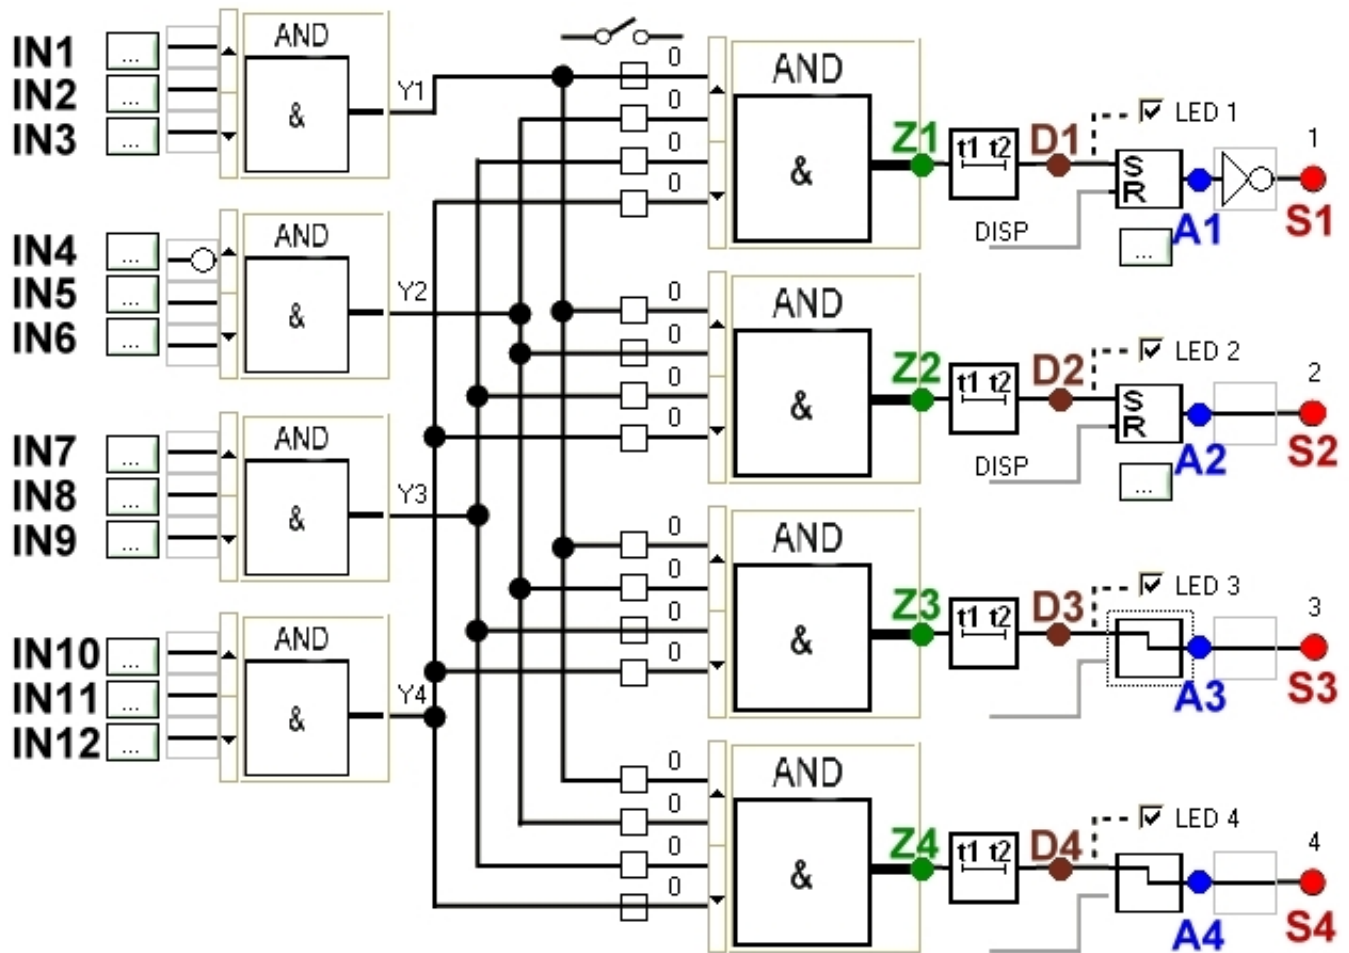 IN1 ...
IN2 ...
IN3 ...
AND
&
Y1
IN4 ...
IN5 ...
IN6 ...
AND
&
Y2
IN7 ...
IN8 ...
IN9 ...
AND
&
Y3
IN10 ...
IN11 ...
IN12 ...
AND
&
Y4
0
0
0
0
AND
&
Z1
t1 t2
D1
LED 1
S
R
DISP
...
A1
1
S1
0
0
0
0
AND
&
Z2
t1 t2
D2
LED 2
S
R
DISP
...
A2
2
S2
0
0
0
0
AND
&
Z3
t1 t2
D3
LED 3
A3
3
S3
0
0
0
0
AND
&
Z4
t1 t2
D4
LED 4
A4
4
S4